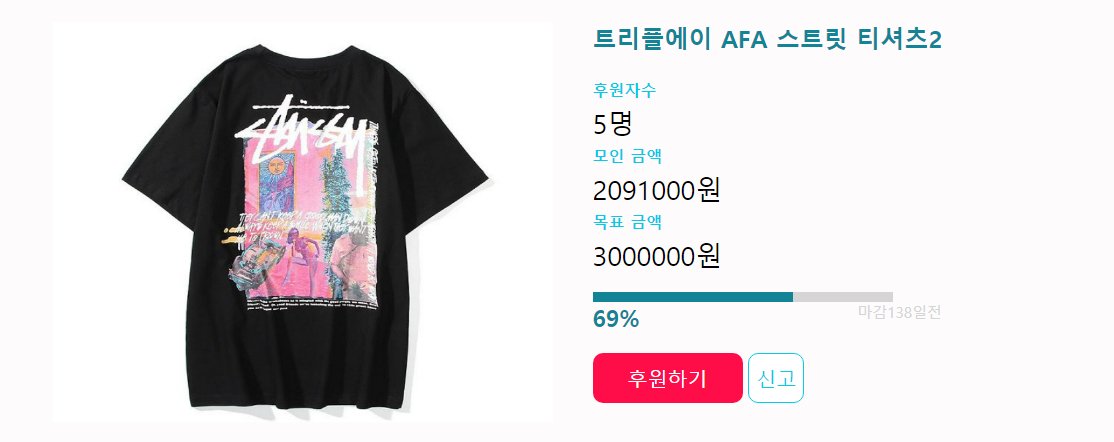 트리플에이 AFA 스트릿 티셔츠2
후원자수
5명
모인 금액
2091000원
목표 금액
3000000원
마감138일전
69%
후원하기 신고